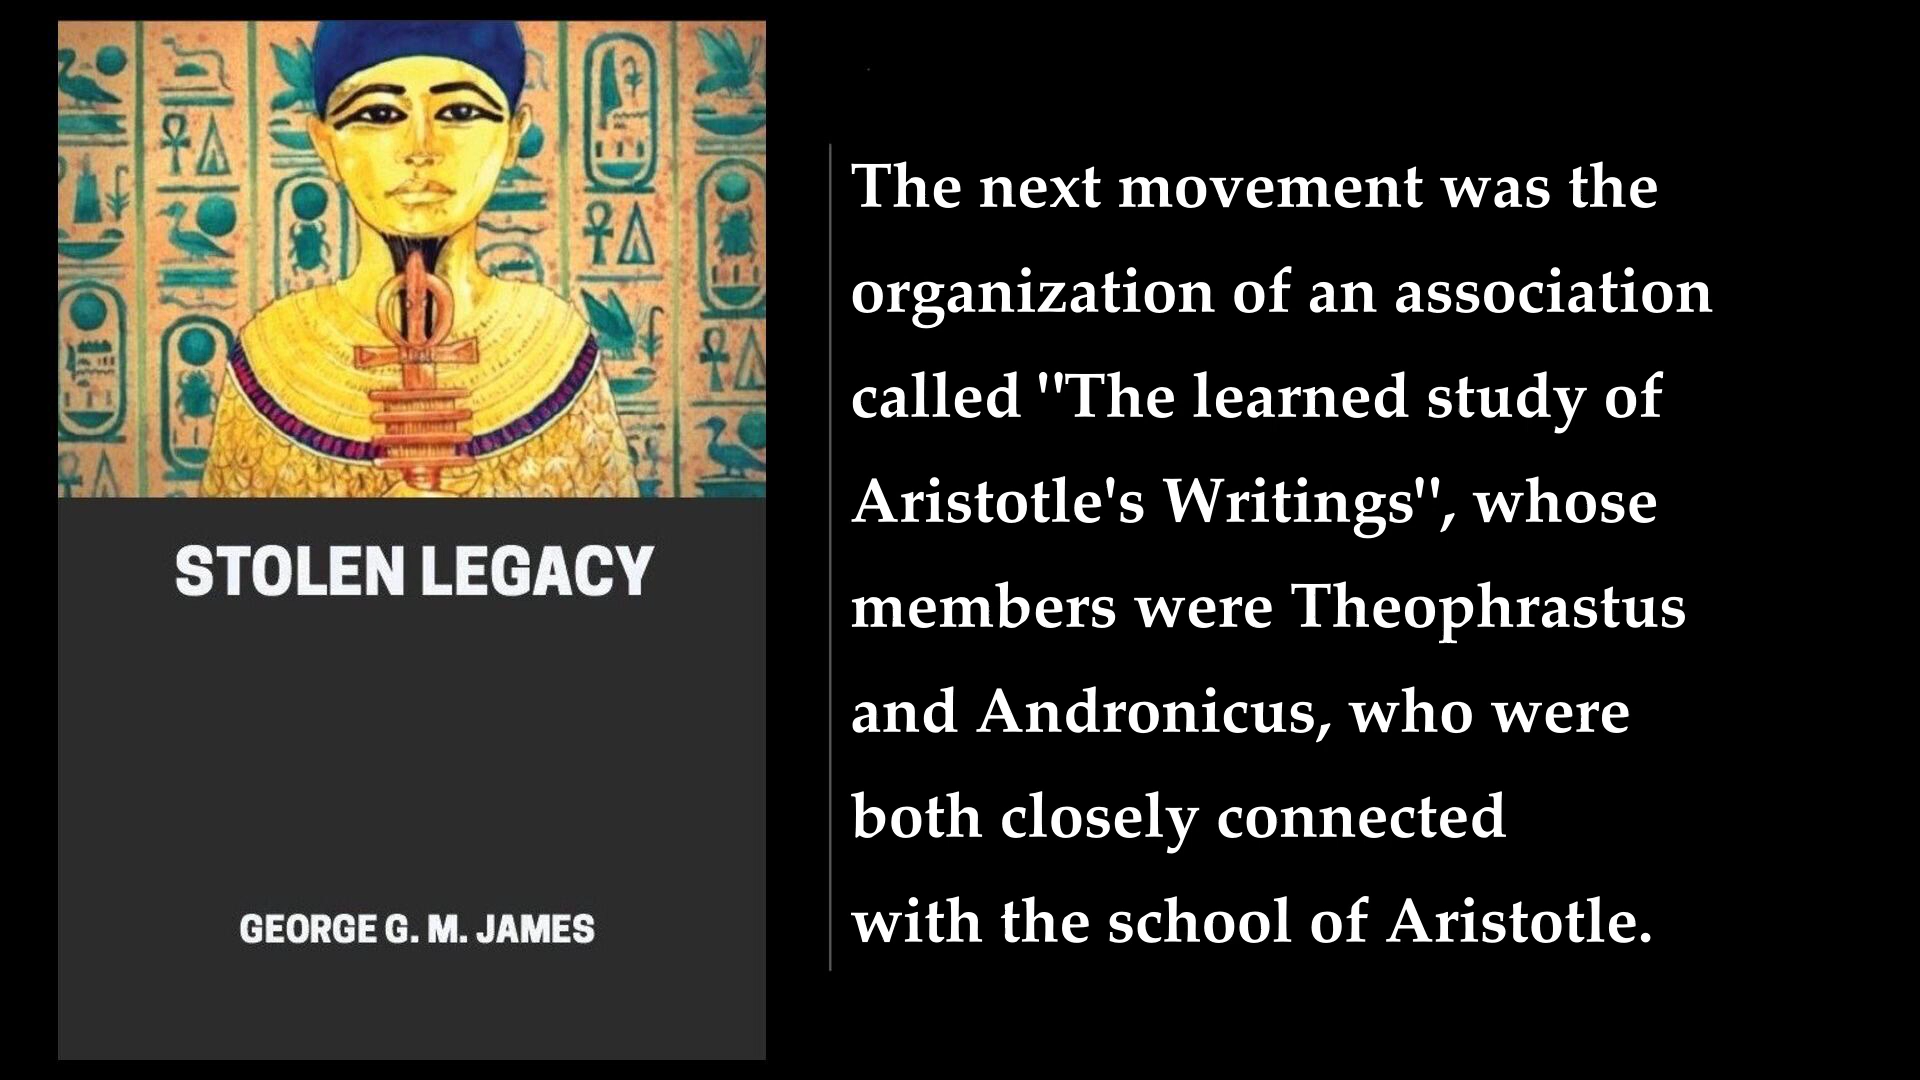 STOLEN LEGACY
GEORGE G. M. JAMES
The next movement was the
organization of an association
called "The learned study of
Aristotle's Writings", whose
members were Theophrastus
and Andronicus, who were
both closely connected
with the school of Aristotle.